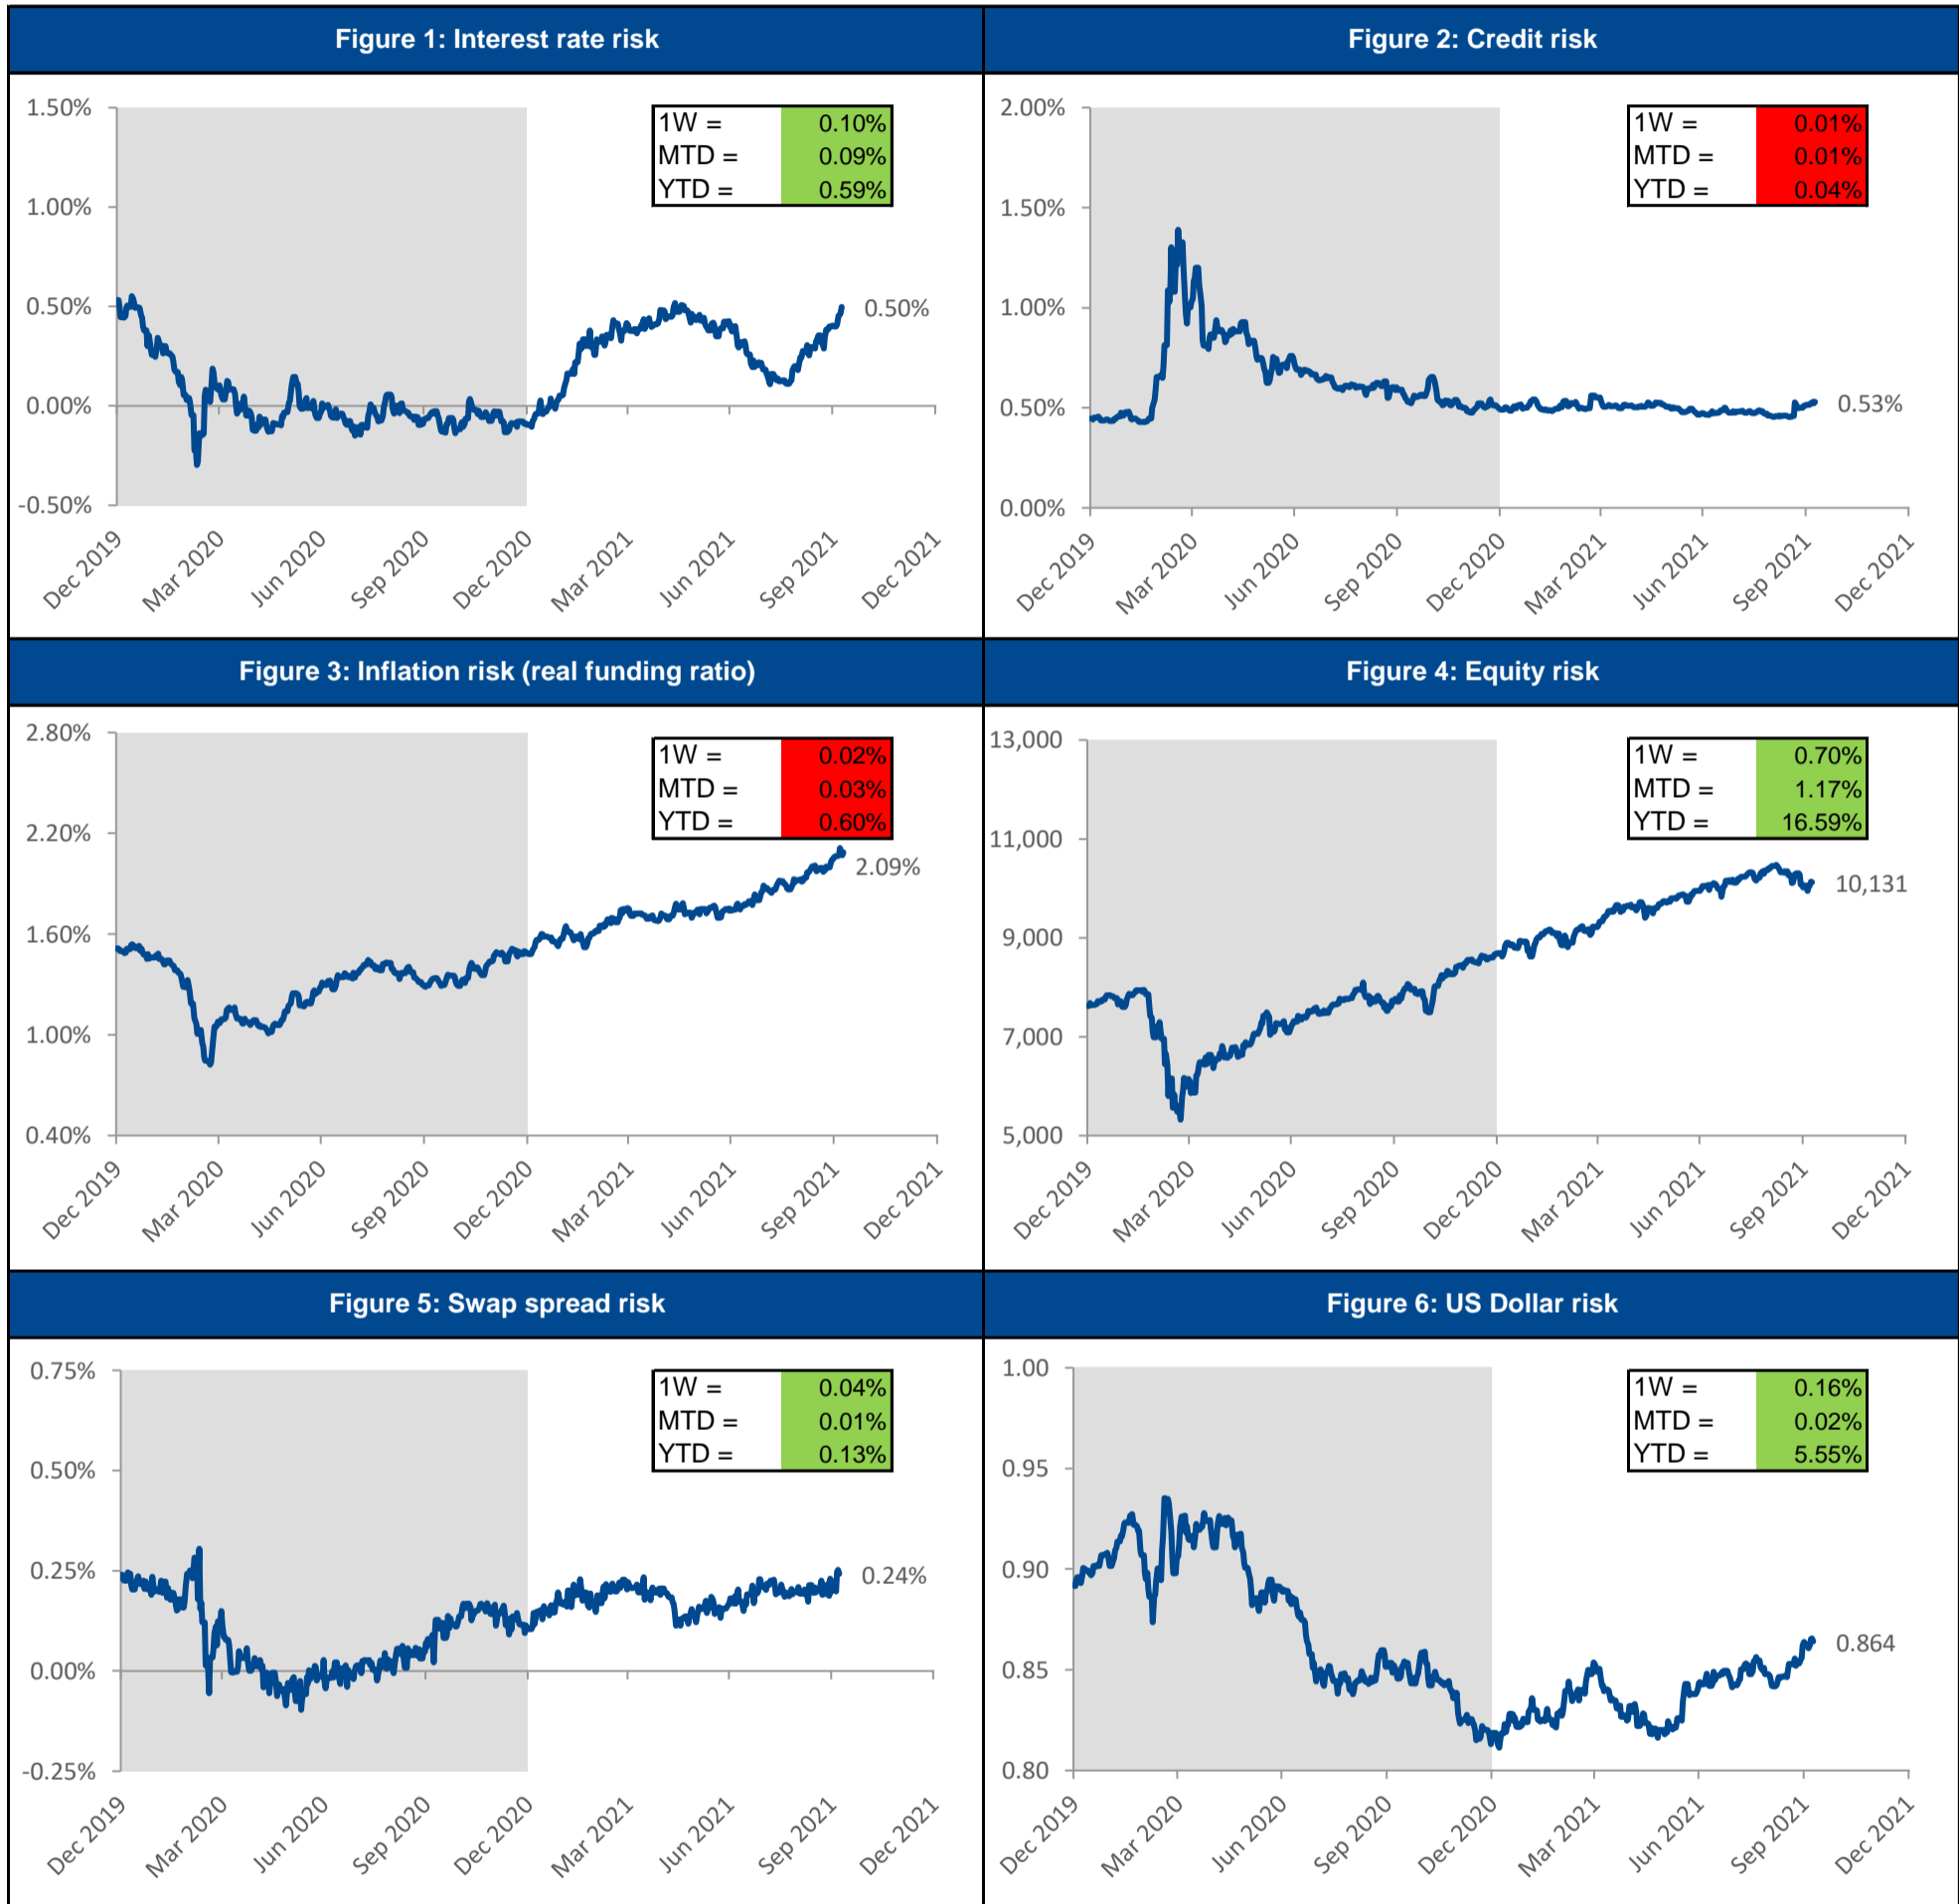 Figure 1: Interest rate risk
1.50%
1.00%
0.50%
0.00%
-0.50%
1W = 0.10%
MTD = 0.09%
YTD = 0.59%
0.50%
Dec 2019 Mar 2020 Jun 2020 Sep 2020 Dec 2020 Mar 2021 Jun 2021 Sep 2021 Dec 2021
Figure 2: Credit risk
2.00%
1.50%
1.00%
0.50%
0.00%
1W = 0.01%
MTD = 0.01%
YTD = 0.04%
0.53%
Dec 2019 Mar 2020 Jun 2020 Sep 2020 Dec 2020 Mar 2021 Jun 2021 Sep 2021 Dec 2021
Figure 3: Inflation risk (real funding ratio)
2.80%
2.20%
1.60%
1.00%
0.40%
1W = 0.02%
MTD = 0.03%
YTD = 0.60%
2.09%
Dec 2019 Mar 2020 Jun 2020 Sep 2020 Dec 2020 Mar 2021 Jun 2021 Sep 2021 Dec 2021
Figure 4: Equity risk
13,000
11,000
9,000
7,000
5,000
1W = 0.70%
MTD = 1.17%
YTD = 16.59%
10,131
Dec 2019 Mar 2020 Jun 2020 Sep 2020 Dec 2020 Mar 2021 Jun 2021 Sep 2021 Dec 2021
Figure 5: Swap spread risk
0.75%
0.50%
0.25%
0.00%
-0.25%
1W = 0.04%
MTD = 0.01%
YTD = 0.13%
0.24%
Dec 2019 Mar 2020 Jun 2020 Sep 2020 Dec 2020 Mar 2021 Jun 2021 Sep 2021 Dec 2021
Figure 6: US Dollar risk
1.00
0.95
0.90
0.85
0.80
1W = 0.16%
MTD = 0.02%
YTD = 5.55%
0.864
Dec 2019 Mar 2020 Jun 2020 Sep 2020 Dec 2020 Mar 2021 Jun 2021 Sep 2021 Dec 2021